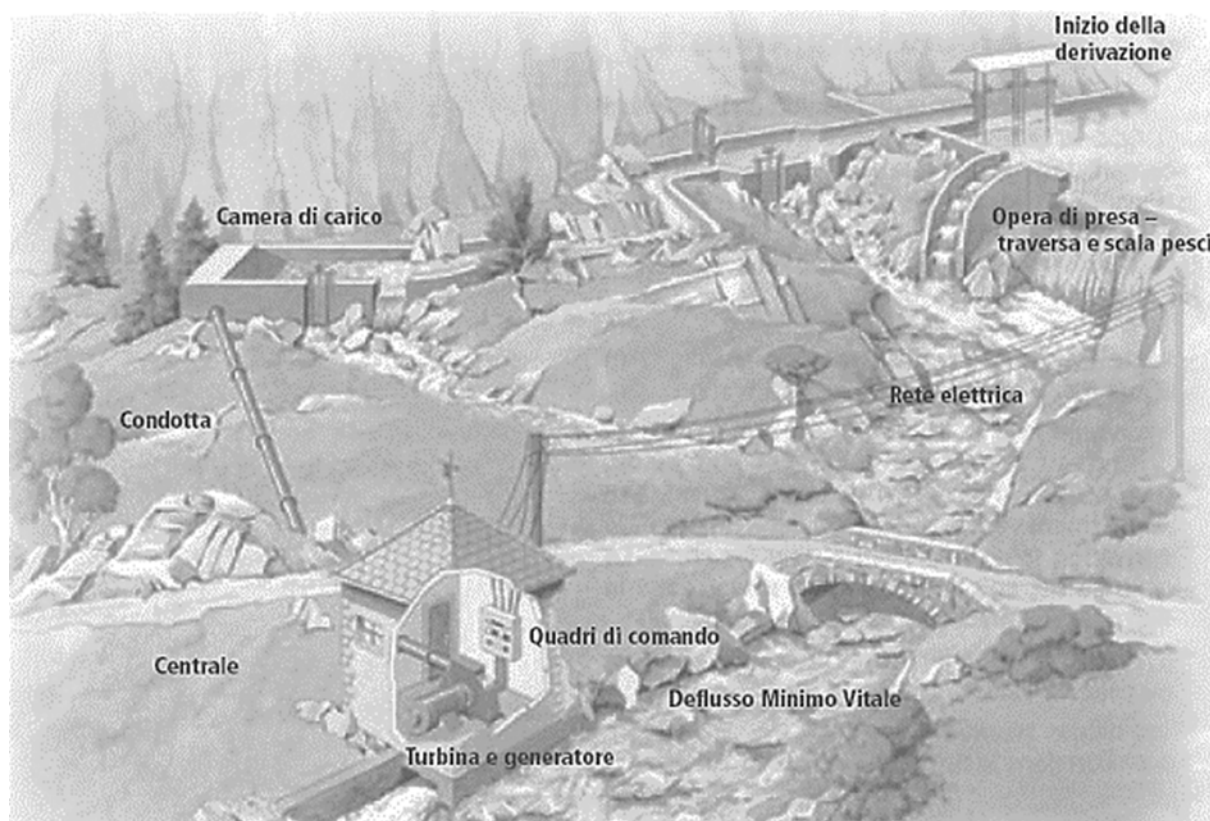 Inizio della
derivazione
Camera di carico
Opera di presa –
traversa e scala pesci
Condotta
Rete elettrica
Quadri di comando
Centrale
Deflusso Minimo Vitale
Turbina e generatore